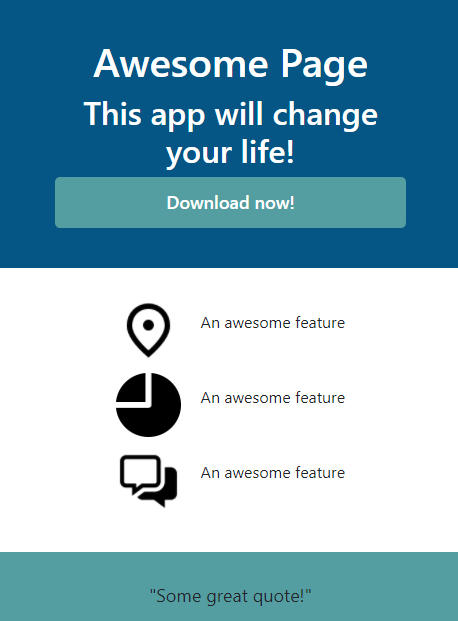 Awesome Page
This app will change
your life!
Download now!
An awesome feature
An awesome feature
An awesome feature
"Some great quote!"